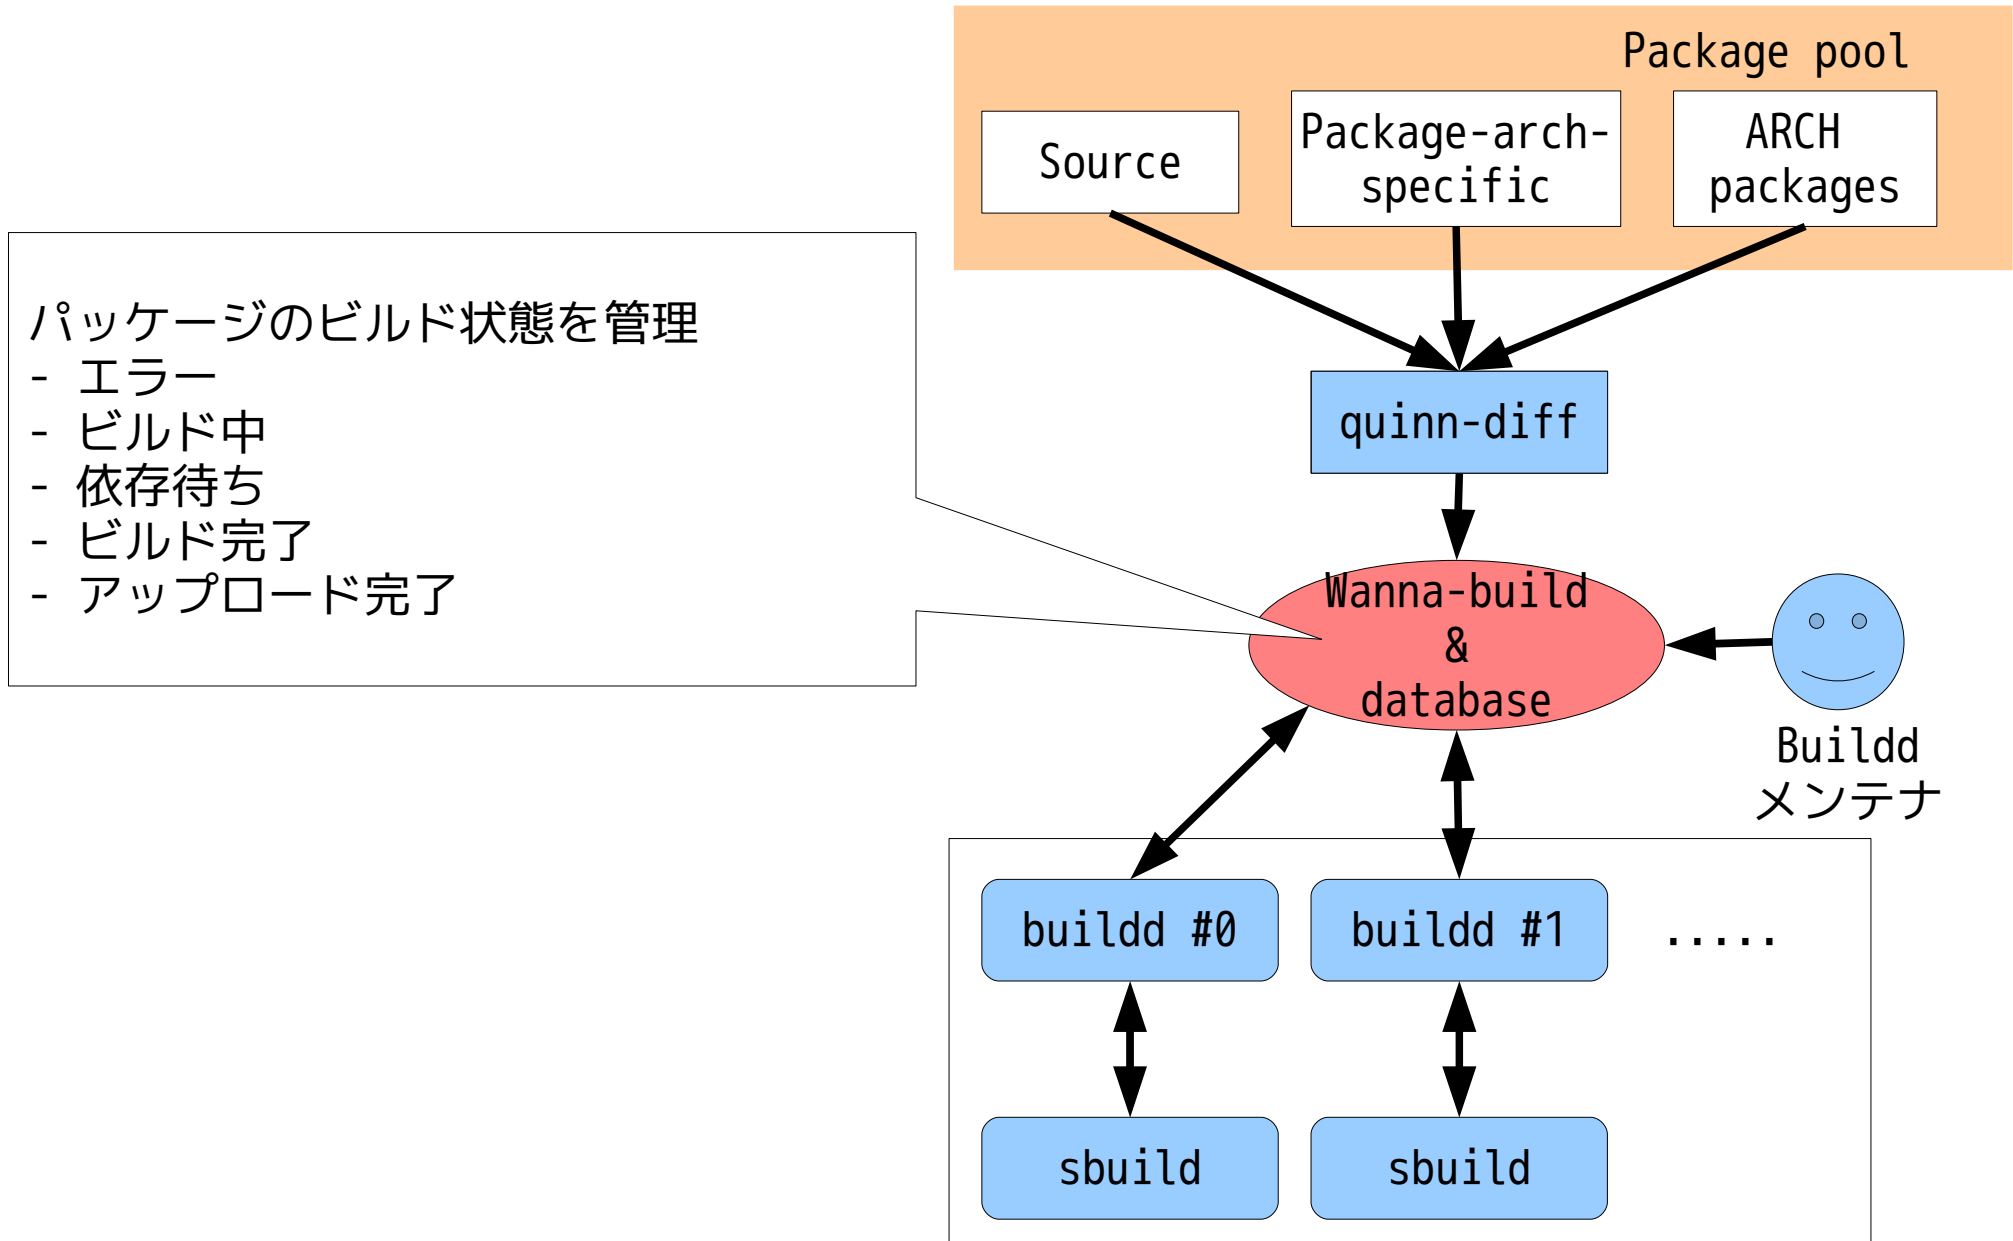 Package pool
Source
Package-arch-
specific
ARCH
packages
パッケージのビルド状態を管理
- エラー
- ビルド中
- 依存待ち
- ビルド完了
- アップロード完了
quinn-diff
Wanna-build
&
database
Buildd
メンテナ
buildd #0
buildd #1
.....
sbuild
sbuild